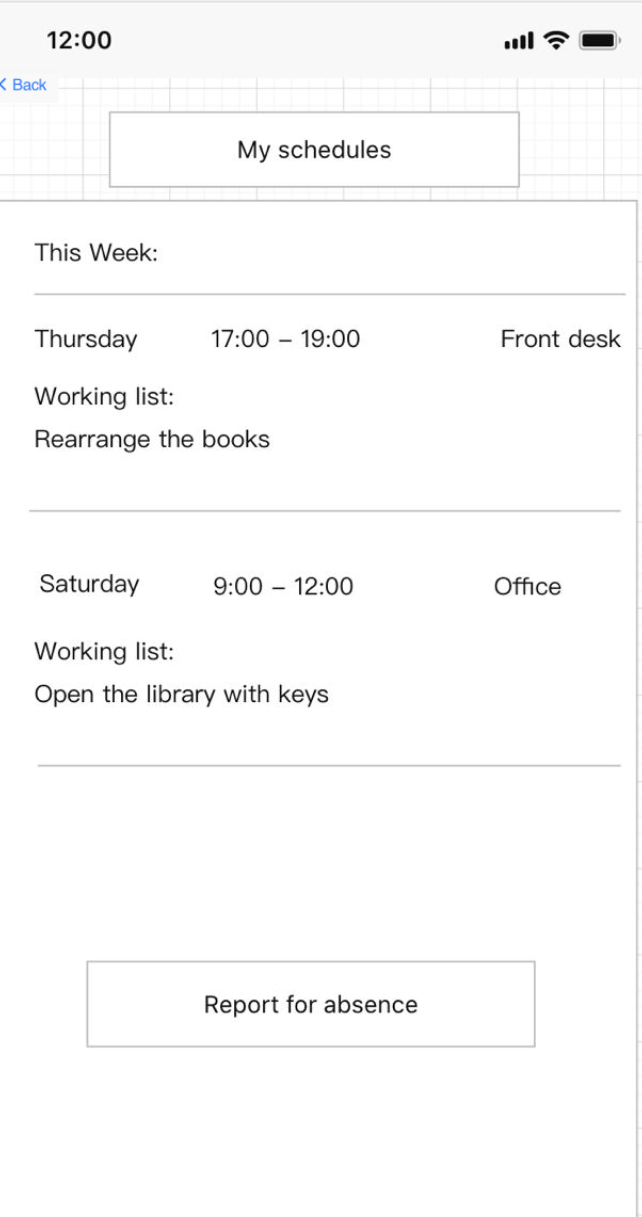 12:00
Back
My schedules
This Week:
Thursday 17:00 – 19:00 Front desk
Working list:
Rearrange the books
Saturday 9:00 – 12:00 Office
Working list:
Open the library with keys
Report for absence